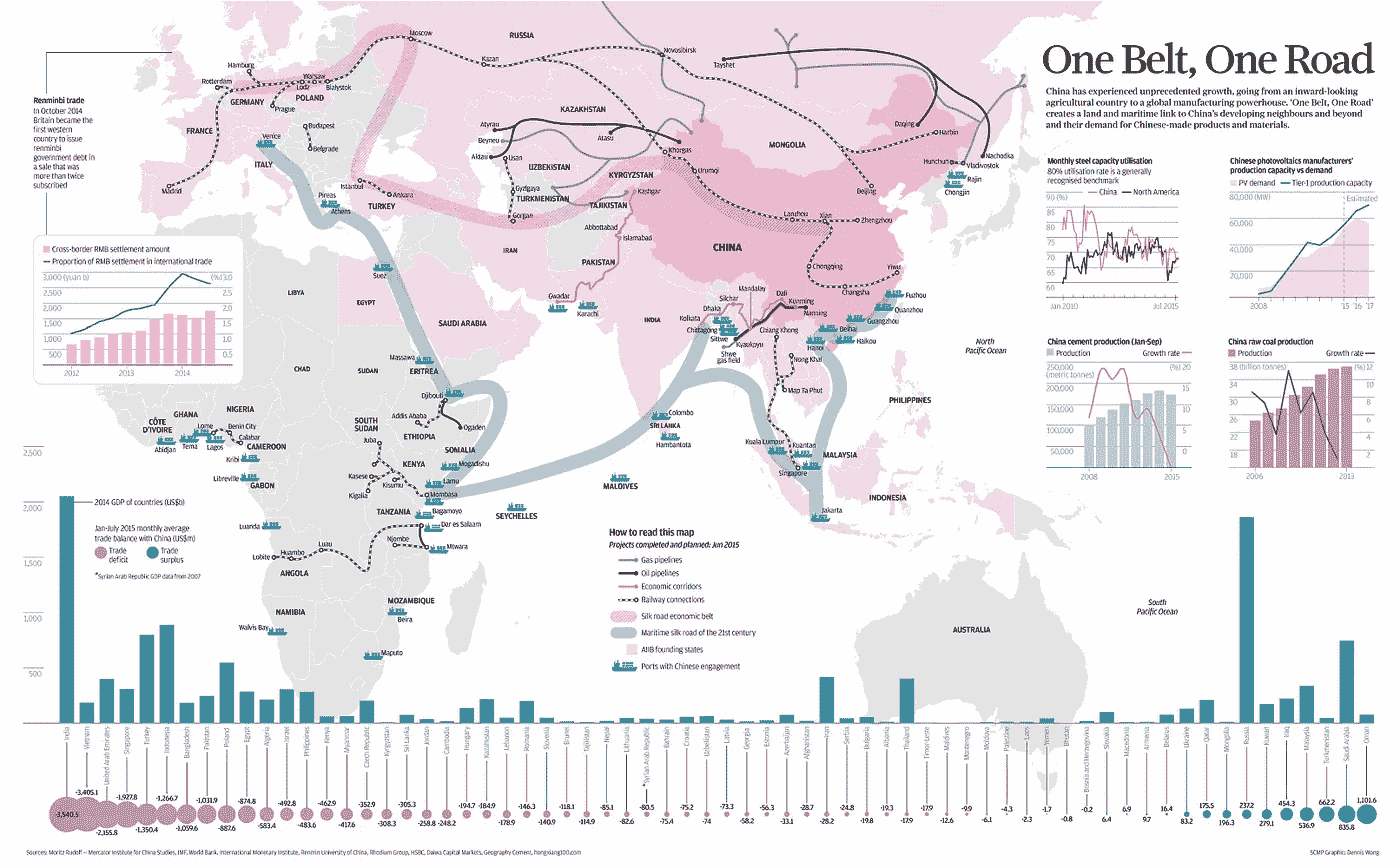 One Belt, One Road
China has experienced unprecedented growth, going from an inward-looking
agricultural country to a global manufacturing powerhouse. 'One Belt, One Road'
creates a land and maritime link to China's developing neighbours and beyond
and their demand for Chinese-made products and materials.
Renminbi trade
In October 2014
Britain became the
first western
country to issue
renminbi
government debt in
a sale that was
more than twice
subscribed
Cross-border RMB settlement amount
Proportion of RMB settlement in international trade
3,000 (yuan b)
(%)3.0
2,500
2.5
2,000
2.0
1,500
1.5
1,000
1.0
500
0.5
2012
2013
2014
Monthly steel capacity utilisation
80% utilisation rate is a generally
recognised benchmark
China
North America
90 (%)
85
80
75
70
65
60
Jan 2010
Jul 2015
Chinese photovoltaics manufacturers'
production capacity vs demand
PV demand
Tier-1 production capacity
80,000 (MW)
Estimated
60,000
40,000
20,000
2008
'15 '16 '17
China cement production (Jan-Sep)
Production
Growth rate
250,000
(metric tonnes)
(%) 20
200,000
15
150,000
10
100,000
5
50,000
0
2008
2015
China raw coal production
Production
Growth rate
38 (billion tonnes)
(%)12
34
10
30
8
26
6
22
4
18
2
2006
2013
RUSSIA
Moscow
Kazan
Novosibirsk
Tayshet
Hamburg
Rotterdam
Warsaw
Lodz
Bialystok
GERMANY
POLAND
Prague
FRANCE
Budapest
Belgrade
Venice
ITALY
Madrid
Pireas
Athens
Istanbul
Ankara
TURKEY
KAZAKHSTAN
Atyrau
Beyneu
Atasu
Aktau
Usan
Khorgas
Urumqi
MONGOLIA
Daqing
Harbin
Hunchun
Nachodka
Vladivostok
Rajin
Chongjin
UZBEKISTAN
KYRGYZSTAN
Gyzlgaya
TURKMENISTAN
TAJIKISTAN
Kashgar
Gorgan
Abbottabad
Islamabad
IRAN
PAKISTAN
Beijing
Lanzhou
Xian
Zhengzhou
CHINA
Chongqing
Changsha
Yiwu
Fuzhou
Quanzhou
Guangzhou
Beihai
Haikou
Hanoi
Suez
LIBYA
EGYPT
SAUDI ARABIA
Gwadar
Karachi
INDIA
Mandalay
Dali
Silchar
Kunming
Dhaka
Nanning
Kolkata
Chittagong
Sittwe
Kyaukpyu
Chiang Khong
Shwe
gas field
Nong Khai
Map Ta Phut
North
Pacific Ocean
PHILIPPINES
Massawa
ERITREA
CHAD
SUDAN
Djibouti
Addis Ababa
Ogaden
ETHIOPIA
SOUTH
SUDAN
Juba
SOMALIA
Mogadishu
KENYA
Lamu
Kasese
Kisumu
Kigali
Mombasa
Bagamoyo
TANZANIA
Dar es Salaam
Njombe
Mtwara
NIGERIA
GHANA
CÔTE
D'IVOIRE
Lome
Benin City
Abidjan
Tema
Lagos
Calabar
CAMEROON
Kribi
Libreville
GABON
Luanda
Lobito
Huambo
Luau
ANGOLA
NAMIBIA
Walvis Bay
MOZAMBIQUE
Beira
Maputo
Colombo
SRI LANKA
Hambantota
MALDIVES
SEYCHELLES
Kuala Lumpur
Kuantan
MALAYSIA
Singapore
INDONESIA
Jakarta
AUSTRALIA
South
Pacific Ocean
How to read this map
Projects completed and planned: Jun 2015
Gas pipelines
Oil pipelines
Economic corridors
Railway connections
Silk road economic belt
Maritime silk road of the 21st century
AIIB founding states
Ports with Chinese engagement
2,500
2,000
1,500
1,000
500
2014 GDP of countries (US$b)
Jan-July 2015 monthly average
trade balance with China (US$m)
Trade
deficit
Trade
surplus
*Syrian Arab Republic GDP data from 2007
India
Vietnam
United Arab Emirates
Singapore
Turkey
Indonesia
Bangladesh
Pakistan
Poland
Egypt
Algeria
Israel
Philippines
Kenya
Myanmar
Czech Republic
Kyrgyzstan
Sri Lanka
Jordan
Cambodia
Hungary
Kazakhstan
Lebanon
Romania
Slovenia
Brunei
Tajikistan
Nepal
Lithuania
*Syrian Arab Republic
Bahrain
Croatia
Uzbekistan
Latvia
Georgia
Estonia
Azerbaijan
Afghanistan
Iran
Serbia
Bulgaria
Albania
Thailand
Timor-Leste
Maldives
Montenegro
Moldova
Palestine
Laos
Yemen
Bhutan
Bosnia and Herzegovina
Slovakia
Macedonia
Armenia
Belarus
Ukraine
Qatar
Mongolia
Russia
Kuwait
Iraq
Malaysia
Turkmenistan
Saudi Arabia
Oman
-3,540.5
-3,405.1
-2,155.8
-1,927.8
-1,350.4
-1,266.7
-1,059.6
-1,031.9
-887.6
-874.8
-583.4
-492.8
-483.6
-462.9
-417.6
-352.9
-308.3
-305.3
-258.8
-248.2
-194.7
-184.9
-178.9
-146.3
-140.9
-118.1
-114.9
-85.1
-82.6
-80.5
-75.4
-75.2
-74
-73.3
-58.2
-56.3
-33.1
-25.6
-25.2
-24.8
-19.8
-19.3
-17.9
-17.9
-12.6
-9.9
-6.1
-4.3
-2.3
-1.7
-0.8
-0.2
6.4
6.9
9.7
16.4
83.2
175.5
196.3
237.2
279.1
454.3
536.9
662.2
835.8
1,101.6
Sources: Moritz Rudolf – Mercator Institute for China Studies, IMF, World Bank, International Monetary Institute, Renmin University of China, Rhodium Group, HSBC, Daiwa Capital Markets, Geography Cement, hongxiang100.com
SCMP Graphic: Dennis Wong